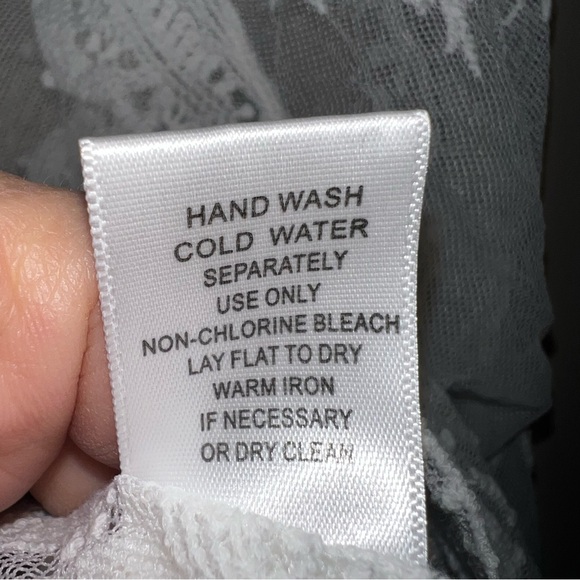 HAND WASH
COLD WATER
SEPARATELY
USE ONLY
NON-CHLORINE BLEACH
LAY FLAT TO DRY
WARM IRON
IF NECESSARY
OR DRY CLEAN